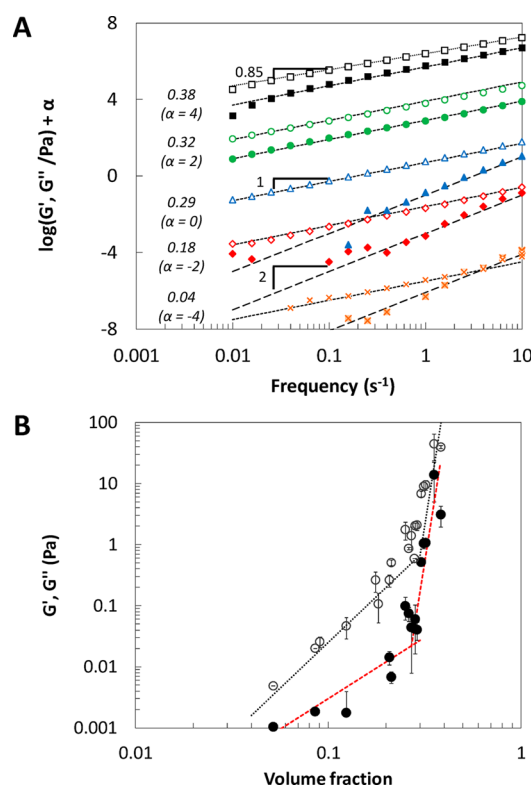 A
8
4
0
-4
-8
log(G', G'' /Pa) + α
0.85
0.38
(α = 4)
0.32
(α = 2)
1
0.29
(α = 0)
0.18
(α = -2)
2
0.04
(α = -4)
0.001 0.01 0.1 1 10
Frequency (s-1)
B
100
10
1
0.1
0.01
0.001
G', G'' (Pa)
0.01 0.1 1
Volume fraction